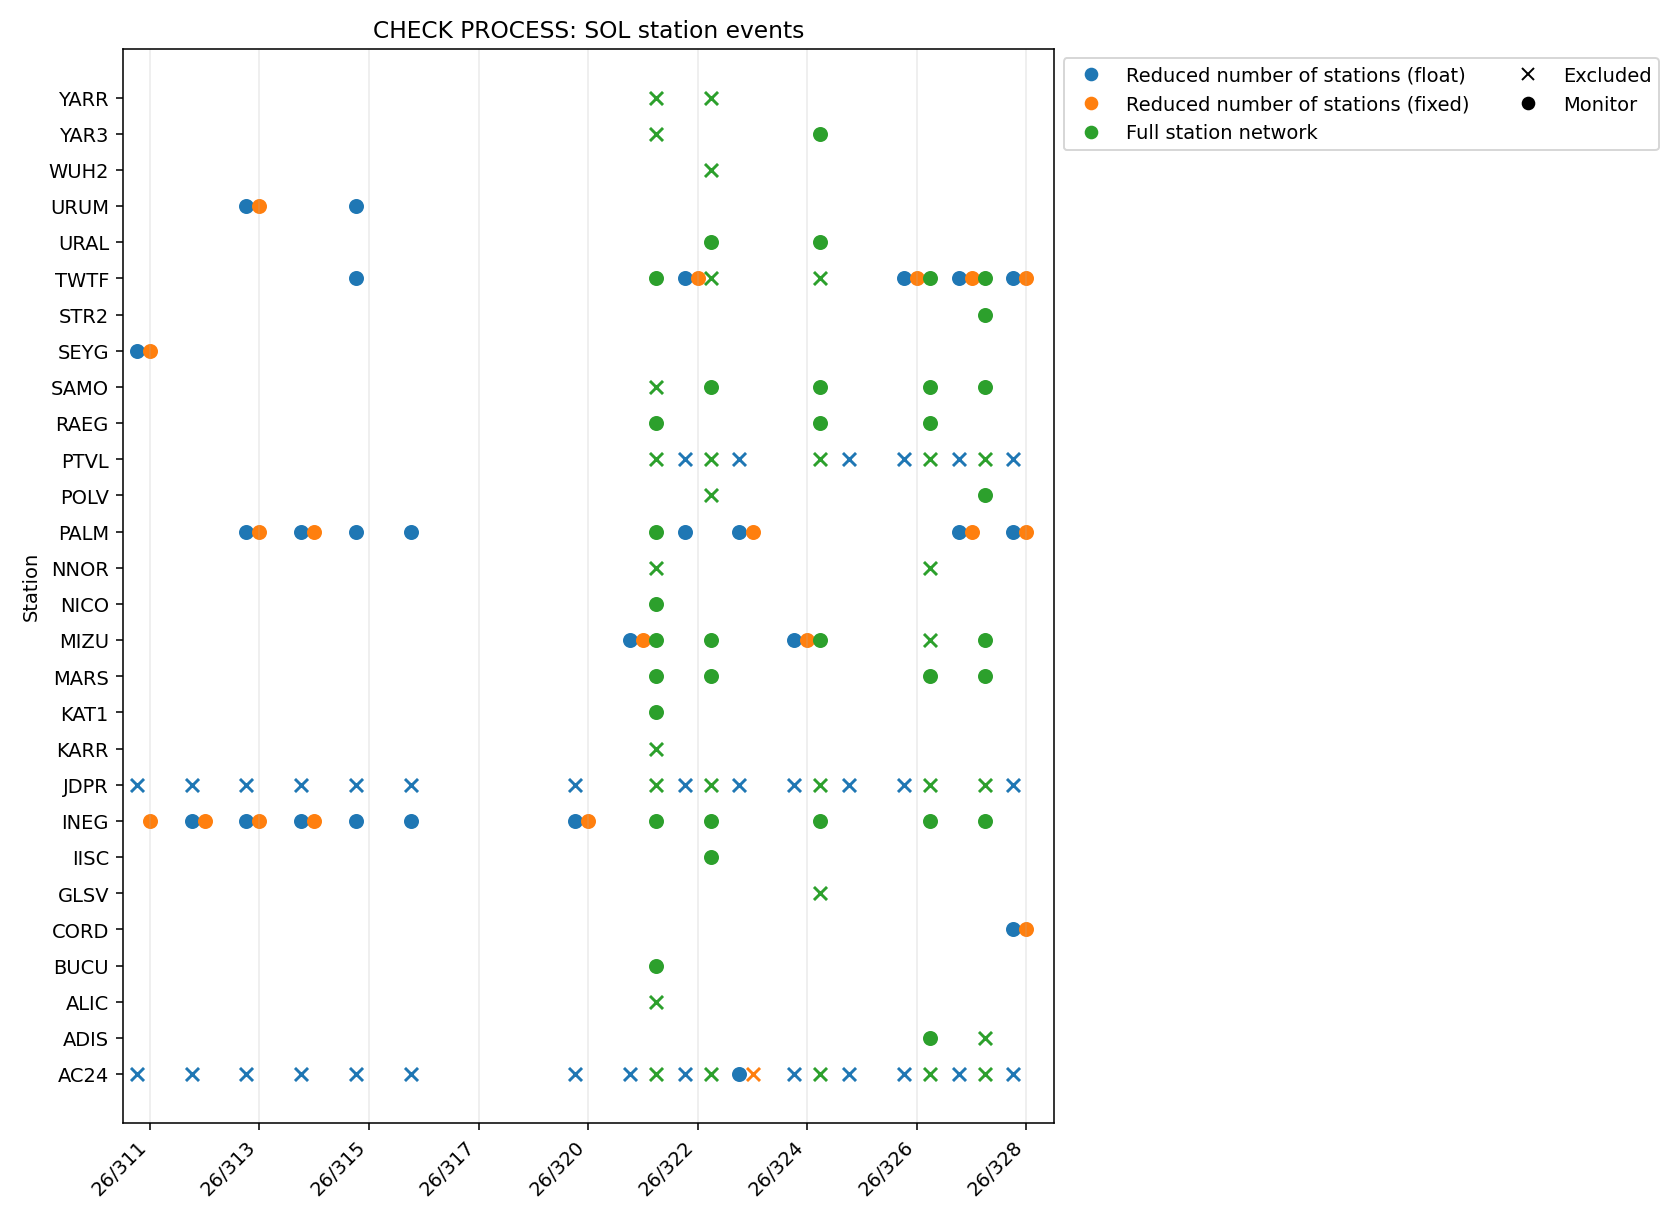 CHECK PROCESS: SOL station events
Reduced number of stations (float)
Reduced number of stations (fixed)
Full station network
Excluded
Monitor
Station
YARR
YAR3
WUH2
URUM
URAL
TWTF
STR2
SEYG
SAMO
RAEG
PTVL
POLV
PALM
NNOR
NICO
MIZU
MARS
KAT1
KARR
JDPR
INEG
IISC
GLSV
CORD
BUCU
ALIC
ADIS
AC24
26/311
26/313
26/315
26/317
26/320
26/322
26/324
26/326
26/328